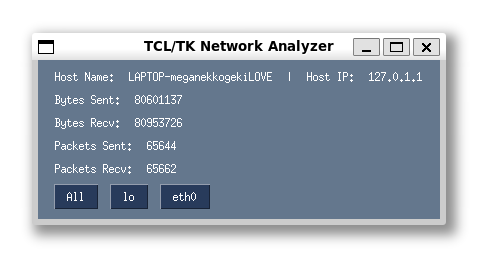 TCL/TK Network Analyzer
Host Name: LAPTOP-meganekkogekiLOVE | Host IP: 127.0.1.1
Bytes Sent: 80601137
Bytes Recv: 80953726
Packets Sent: 65644
Packets Recv: 65662
All lo eth0